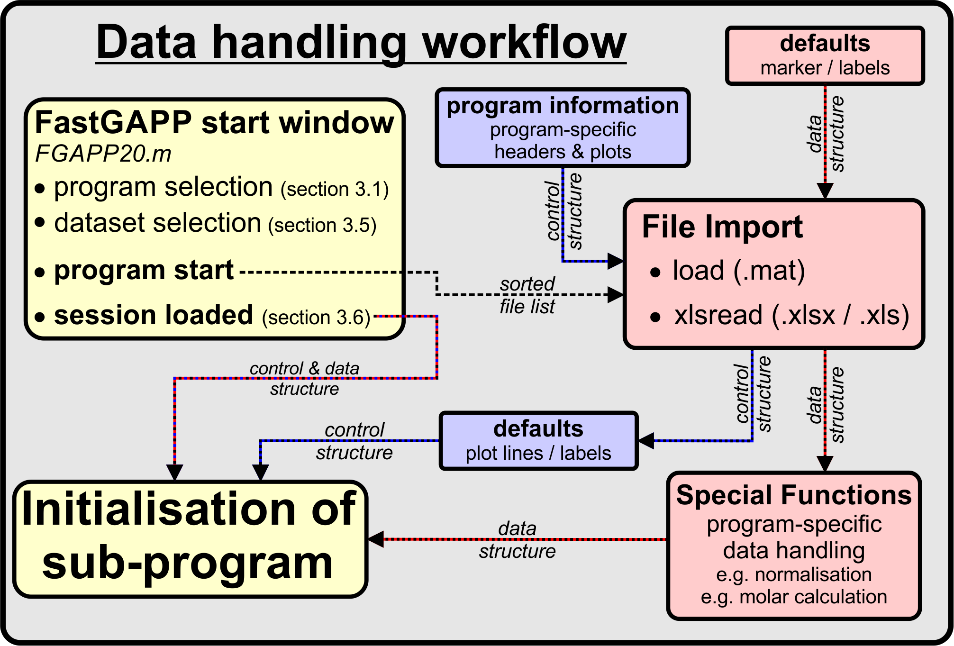 Data handling workflow
defaults
marker / labels
FastGAPP start window
FGAPP20.m
• program selection (section 3.1)
• dataset selection (section 3.5)
• program start
• session loaded (section 3.6)
program information
program-specific
headers & plots
data
structure
control
structure
File Import
• load (.mat)
• xlsread (.xlsx / .xls)
sorted
file list
control & data
structure
control
structure
data
structure
control
structure
defaults
plot lines / labels
Initialisation of
sub-program
data
structure
Special Functions
program-specific
data handling
e.g. normalisation
e.g. molar calculation